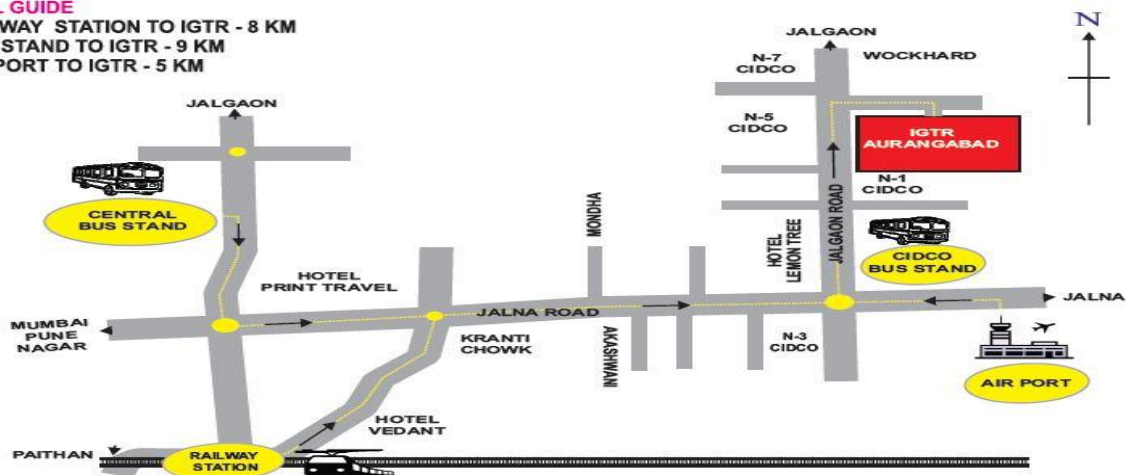 L GUIDE
WAY STATION TO IGTR - 8 KM
STAND TO IGTR - 9 KM
PORT TO IGTR - 5 KM
N
JALGAON
WOCKHARD
N-7
CIDCO
JALGAON
N-5
CIDCO
IGTR
AURANGABAD
N-1
CIDCO
CENTRAL
BUS STAND
MONDHA
HOTEL
LEMON TREE
JALGAON ROAD
CIDCO
BUS STAND
HOTEL
PRINT TRAVEL
JALNA
JALNA ROAD
MUMBAI
PUNE
NAGAR
KRANTI
CHOWK
AKASHWANI
N-3
CIDCO
AIR PORT
HOTEL
VEDANT
PAITHAN
RAILWAY
STATION